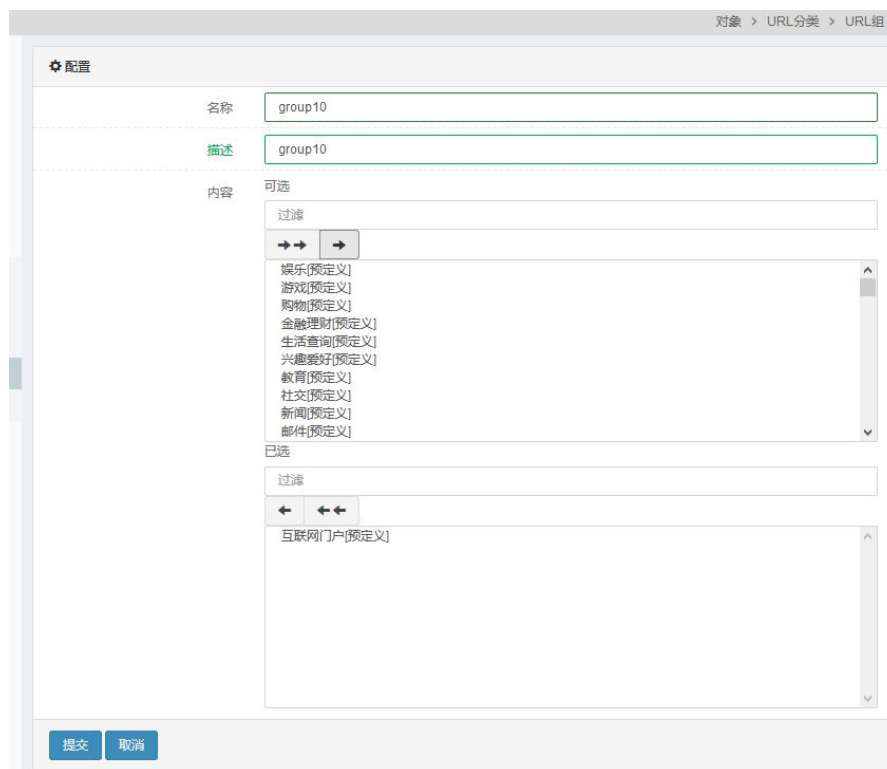 对象 > URL分类 > URL组
配置
名称 group10
描述 group10
内容 可选
过滤
娱乐[预定义]
游戏[预定义]
购物[预定义]
金融理财[预定义]
生活查询[预定义]
兴趣爱好[预定义]
教育[预定义]
社交[预定义]
新闻[预定义]
邮件[预定义]
已选
过滤
互联网门户[预定义]
提交 取消